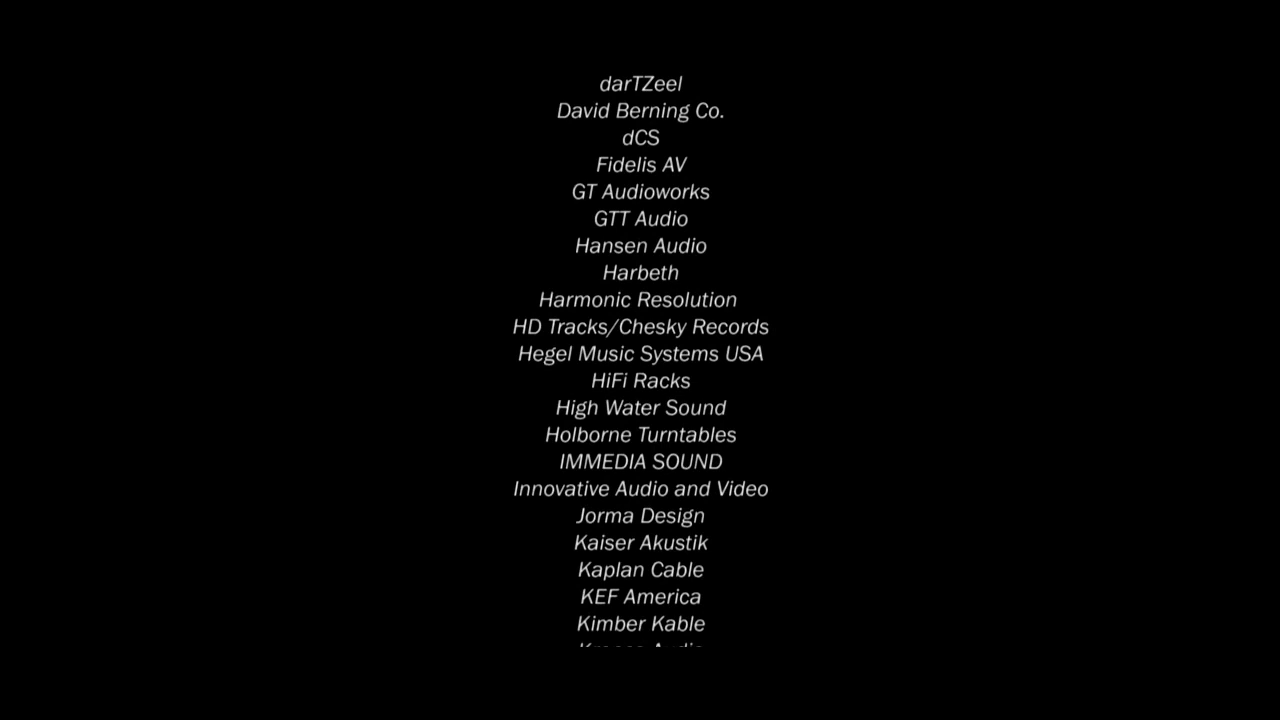 darTZeel
David Berning Co.
dCS
Fidelis AV
GT Audioworks
GTT Audio
Hansen Audio
Harbeth
Harmonic Resolution
HD Tracks/Chesky Records
Hegel Music Systems USA
HiFi Racks
High Water Sound
Holborne Turntables
IMMEDIA SOUND
Innovative Audio and Video
Jorma Design
Kaiser Akustik
Kaplan Cable
KEF America
Kimber Kable
Audio